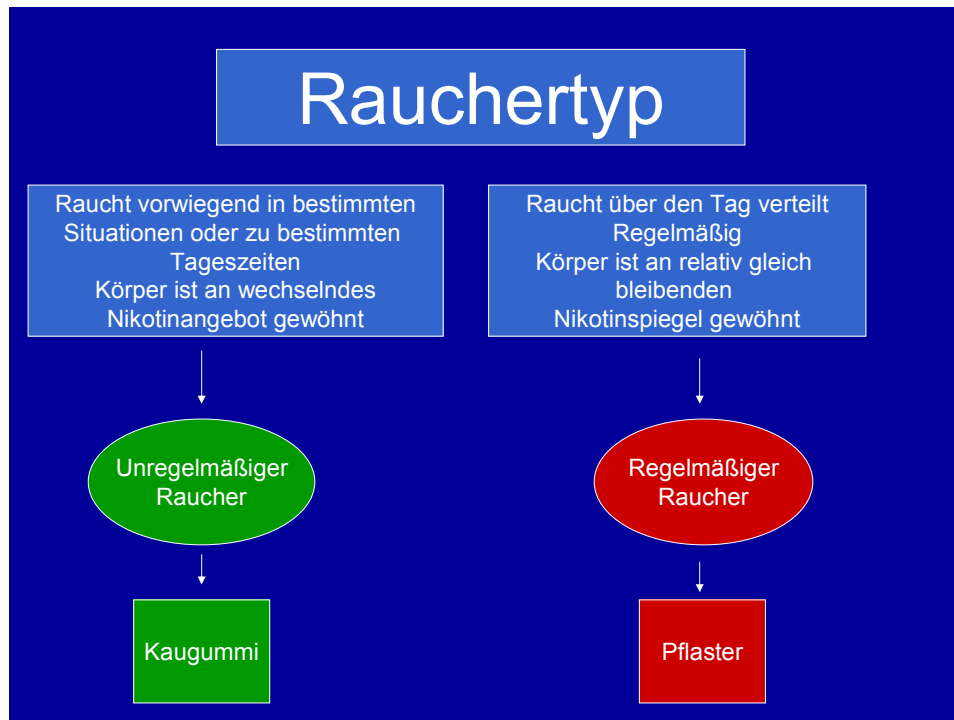 Rauchertyp
Raucht vorwiegend in bestimmten
Situationen oder zu bestimmten
Tageszeiten
Körper ist an wechselndes
Nikotinangebot gewöhnt
Raucht über den Tag verteilt
Regelmäßig
Körper ist an relativ gleich
bleibenden
Nikotinspiegel gewöhnt
Unregelmäßiger
Raucher
Regelmäßiger
Raucher
Kaugummi
Pflaster